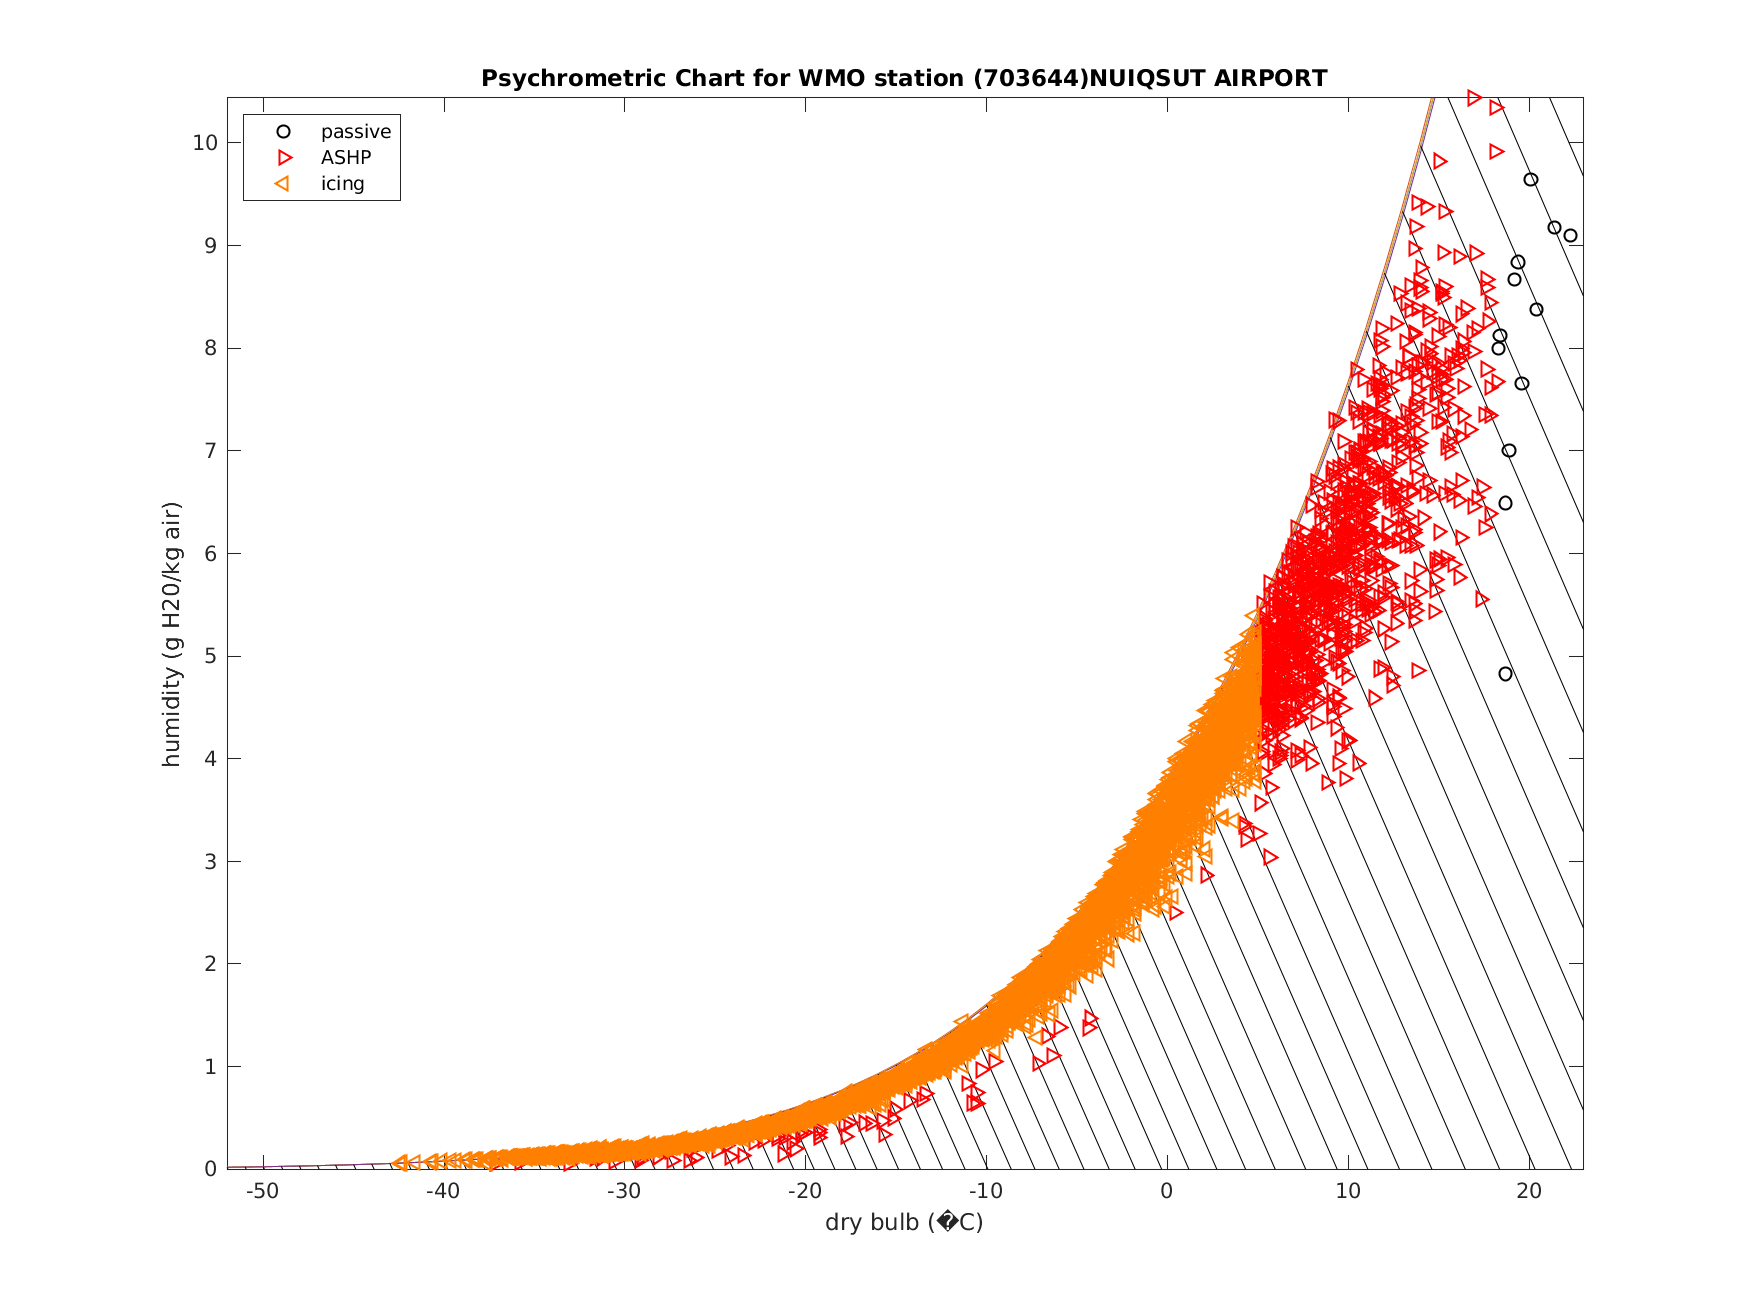 Psychrometric Chart for WMO station (703644)NUIQSUT AIRPORT
passive
ASHP
icing
10
9
8
7
6
5
4
3
2
1
0
humidity (g H20/kg air)
-50 -40 -30 -20 -10 0 10 20
dry bulb (�C)